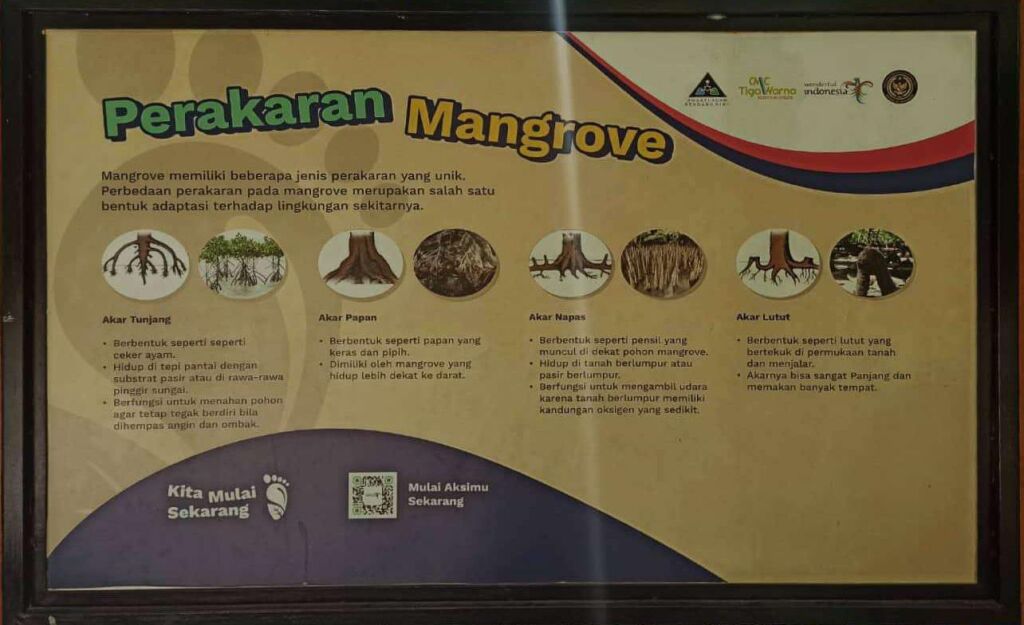 Perakaran Mangrove
CMC
Tiga Warna
wonderful
indonesia
Mangrove memiliki beberapa jenis perakaran yang unik.
Perbedaan perakaran pada mangrove merupakan salah satu
bentuk adaptasi terhadap lingkungan sekitarnya.
Akar Tunjang
• Berbentuk seperti seperti
ceker ayam.
• Hidup di tepi pantai dengan
substrat pasir atau di rawa-rawa
pinggir sungai.
• Berfungsi untuk menahan pohon
agar tetap tegak berdiri bila
dihempas angin dan ombak.
Akar Papan
• Berbentuk seperti papan yang
keras dan pipih.
• Dimiliki oleh mangrove yang
hidup lebih dekat ke darat.
Akar Napas
• Berbentuk seperti pensil yang
muncul di dekat pohon mangrove.
• Hidup di tanah berlumpur atau
pasir berlumpur.
• Berfungsi untuk mengambil udara
karena tanah berlumpur memiliki
kandungan oksigen yang sedikit.
Akar Lutut
• Berbentuk seperti lutut yang
bertekuk di permukaan tanah
dan menjalar.
• Akarnya bisa sangat Panjang dan
memakan banyak tempat.
Kita Mulai
Sekarang
Mulai Aksimu
Sekarang